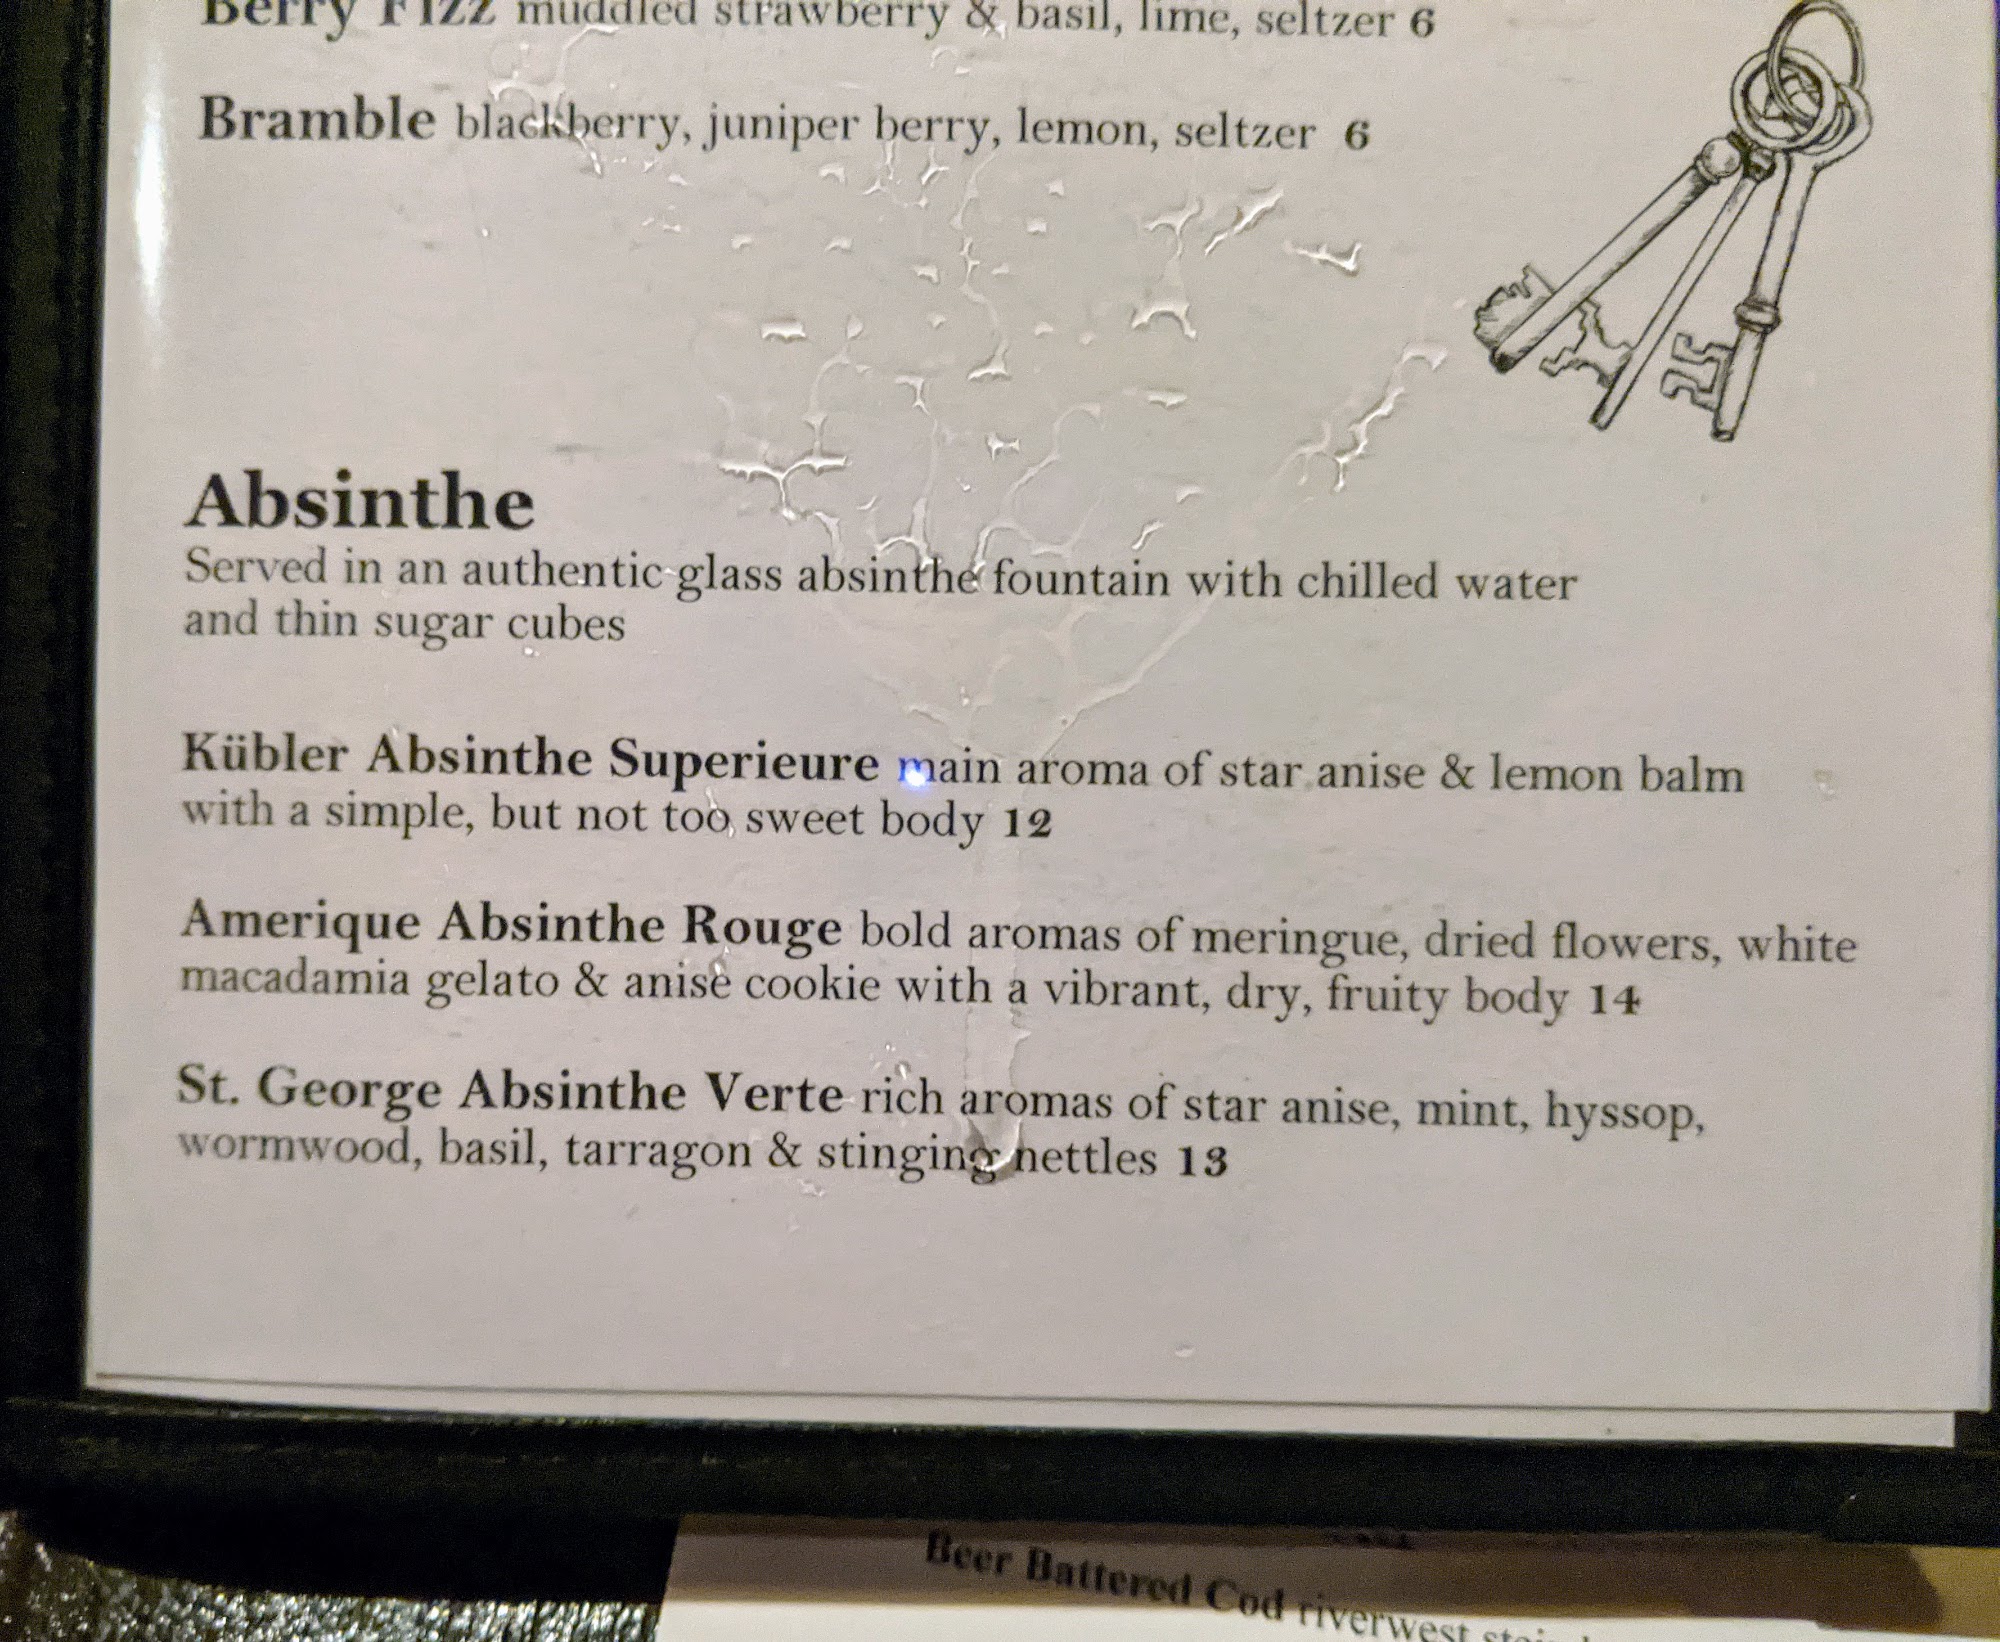 Berry Fizz muddled strawberry & basil, lime, seltzer 6
Bramble blackberry, juniper berry, lemon, seltzer 6
Absinthe
Served in an authentic glass absinthe fountain with chilled water
and thin sugar cubes
Kübler Absinthe Superieure main aroma of star anise & lemon balm
with a simple, but not too sweet body 12
Amerique Absinthe Rouge bold aromas of meringue, dried flowers, white
macadamia gelato & anise cookie with a vibrant, dry, fruity body 14
St. George Absinthe Verte rich aromas of star anise, mint, hyssop,
wormwood, basil, tarragon & stinging nettles 13
Beer Battered Cod riverwest